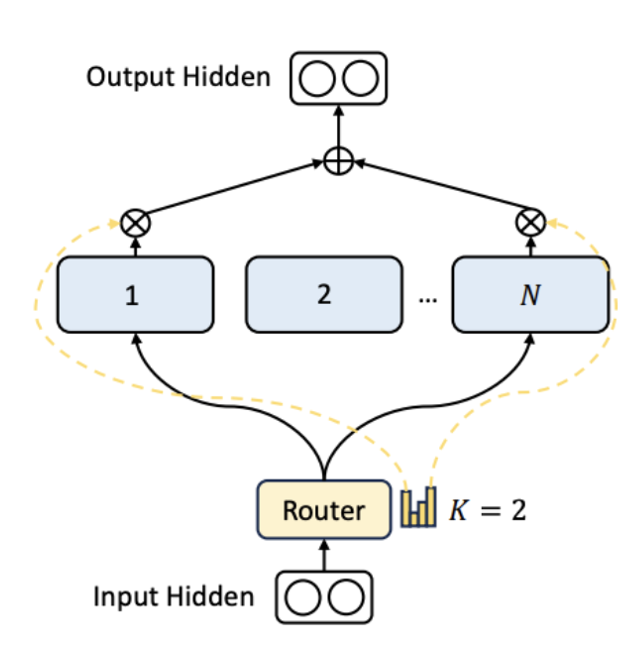 Output Hidden
1
2
...
N
Router
K = 2
Input Hidden